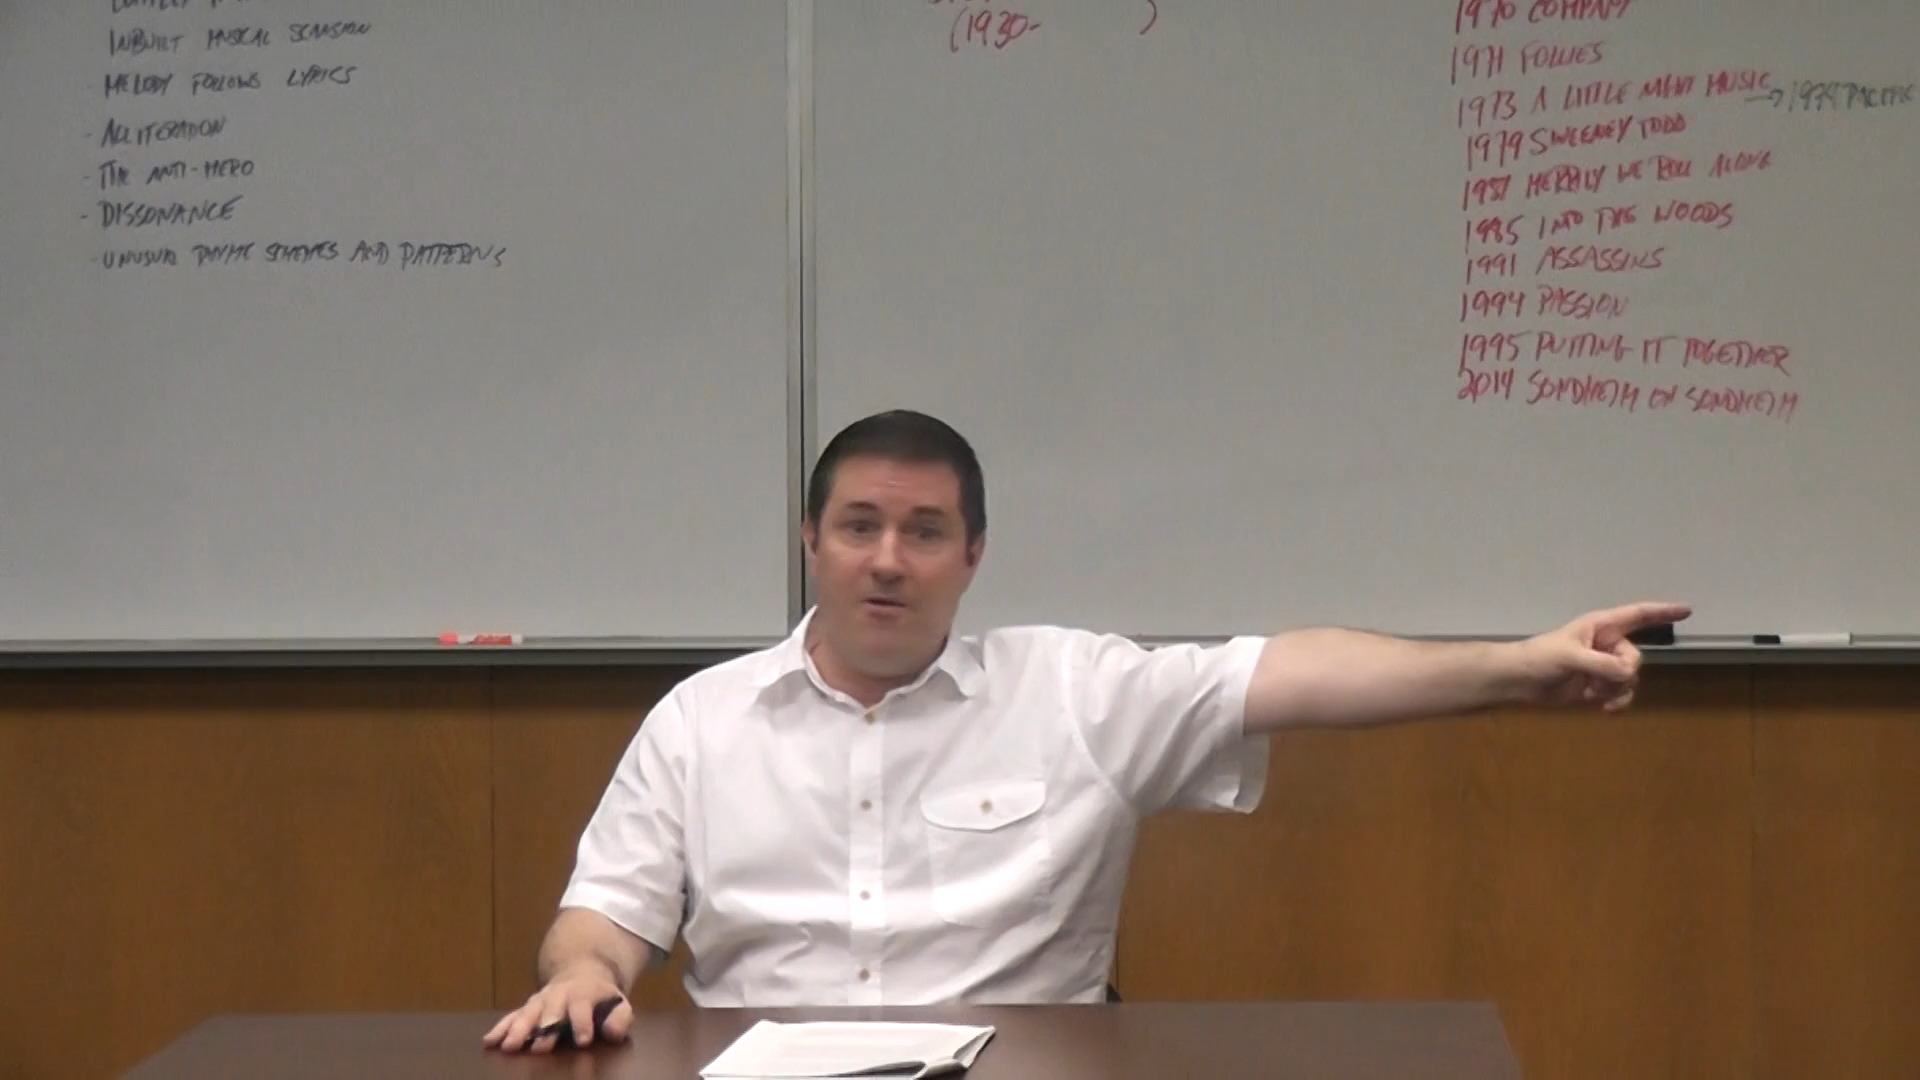 INBUILT MUSICAL SCANSION
- MELODY FOLLOWS LYRICS
- ALLITERATION
- THE ANTI-HERO
- DISSONANCE
- UNUSUAL RHYME SCHEMES AND PATTERNS
(1930- )
1970 COMPANY
1971 FOLLIES
1973 A LITTLE NIGHT MUSIC → 1974 PACIFIC
1979 SWEENEY TODD
1981 MERRILY WE ROLL ALONG
1985 INTO THE WOODS
1991 ASSASSINS
1994 PASSION
1995 PUTTING IT TOGETHER
2014 SONDHEIM ON SONDHEIM